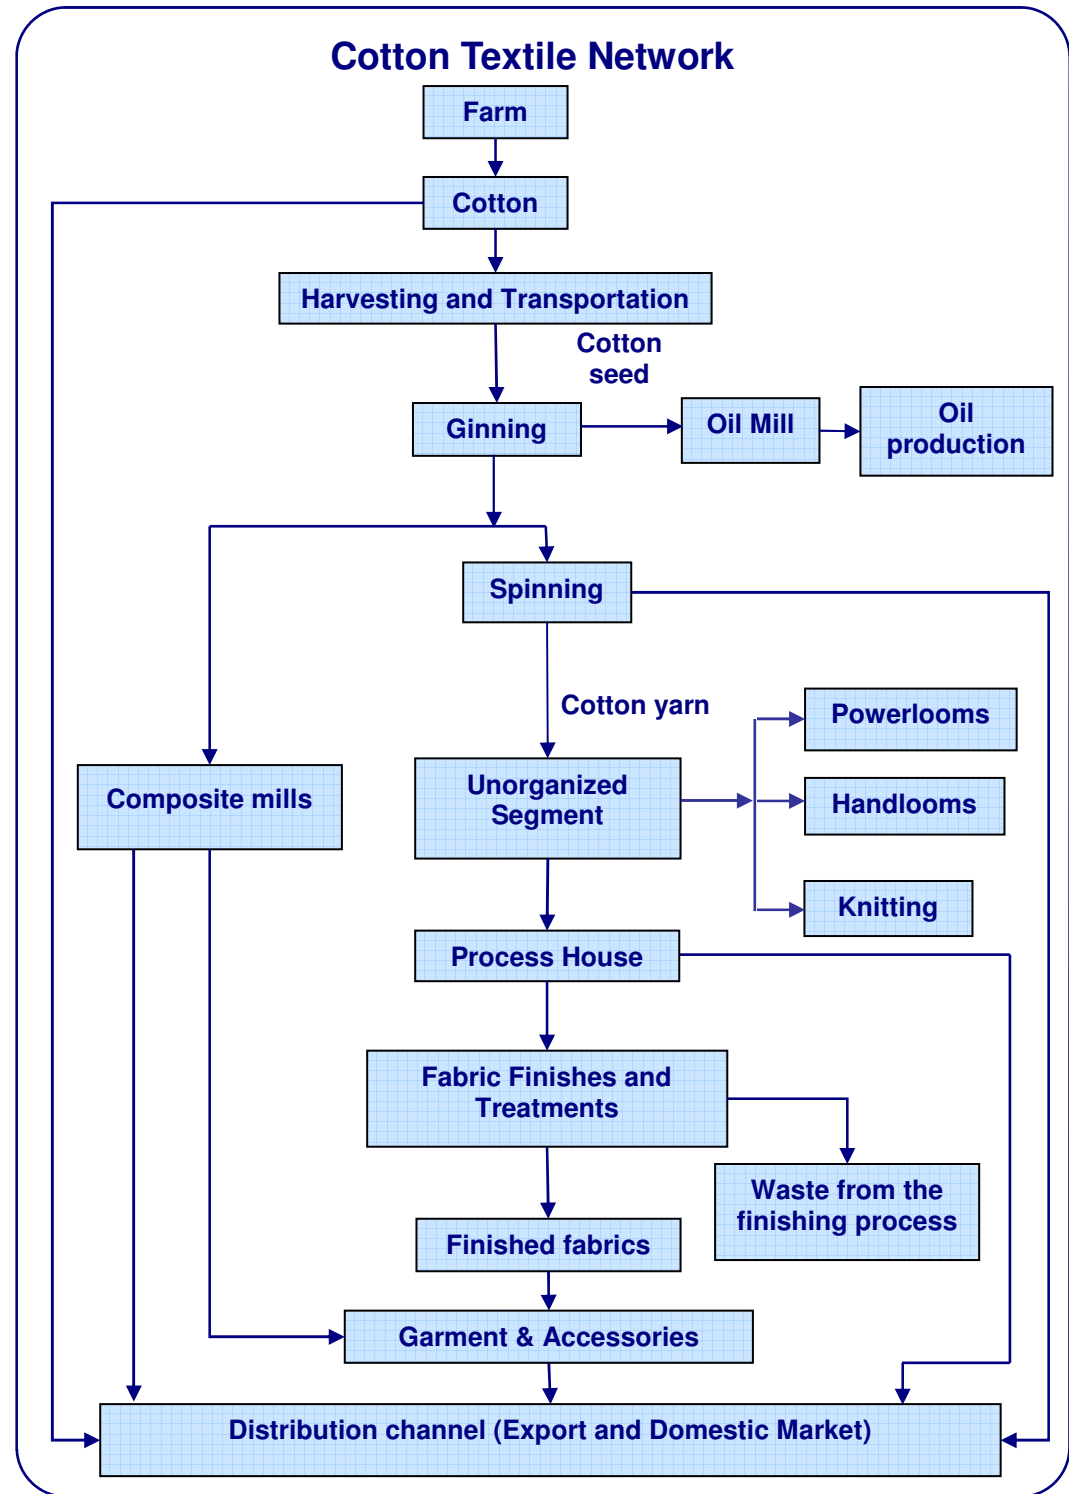 Cotton Textile Network
Farm
Cotton
Harvesting and Transportation
Cotton
seed
Ginning
Oil Mill
Oil
production
Spinning
Cotton yarn
Powerlooms
Composite mills
Unorganized
Segment
Handlooms
Knitting
Process House
Fabric Finishes and
Treatments
Waste from the
finishing process
Finished fabrics
Garment & Accessories
Distribution channel (Export and Domestic Market)